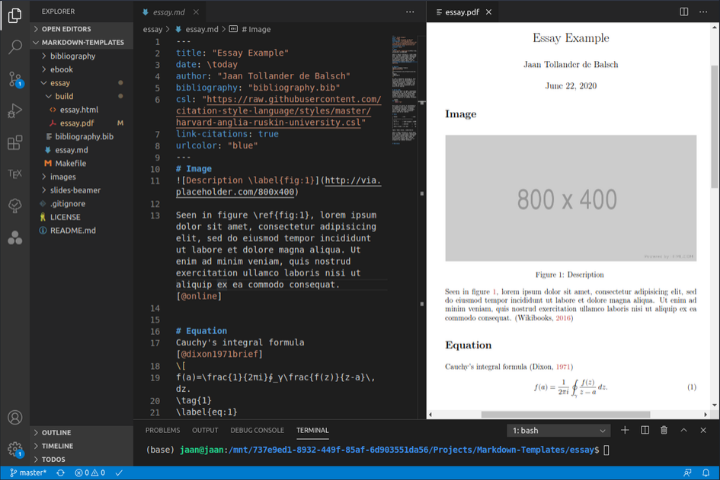 EXPLORER
OPEN EDITORS
MARKDOWN-TEMPLATES
bibliography
ebook
essay
build
essay.html
essay.pdf M
bibliography.bib
essay.md
Makefile
images
slides-beamer
.gitignore
LICENSE
README.md
OUTLINE
TIMELINE
TODOS
essay.md
essay > essay.md > # Image
1 ---
2 title: "Essay Example"
3 date: \today
4 author: "Jaan Tollander de Balsch"
5 bibliography: "bibliography.bib"
6 csl: "https://raw.githubusercontent.com/
citation-style-language/styles/master/
harvard-anglia-ruskin-university.csl"
7 link-citations: true
8 urlcolor: "blue"
9 ---
10 # Image
11 ![Description \label{fig:1}](http://via.
placeholder.com/800x400)
12
13 Seen in figure \ref{fig:1}, lorem ipsum
dolor sit amet, consectetur adipisicing
elit, sed do eiusmod tempor incididunt
ut labore et dolore magna aliqua. Ut
enim ad minim veniam, quis nostrud
exercitation ullamco laboris nisi ut
aliquip ex ea commodo consequat.
[@online]
14
15
16 # Equation
17 Cauchy's integral formula
[@dixon1971brief]
18 \[
19 f(a)=\frac{1}{2πi}∮_γ\frac{f(z)}{z-a}\,
dz.
20 \tag{1}
21 \label{eq:1}
essay.pdf
Essay Example
Jaan Tollander de Balsch
June 22, 2020
Image
800 x 400
Figure 1: Description
Seen in figure 1, lorem ipsum dolor sit amet, consectetur adipisicing elit, sed
do eiusmod tempor incididunt ut labore et dolore magna aliqua. Ut enim ad
minim veniam, quis nostrud exercitation ullamco laboris nisi ut aliquip ex ea
commodo consequat. (Wikibooks, 2016)
Equation
Cauchy's integral formula (Dixon, 1971)
f(a) = 1/2πi ∮ f(z)/z − a dz. (1)
PROBLEMS OUTPUT DEBUG CONSOLE TERMINAL 1: bash
(base) jaan@jaan:/mnt/737e9ed1-8932-449f-85af-6d903551da56/Projects/Markdown-Templates/essay$
master* 0 0